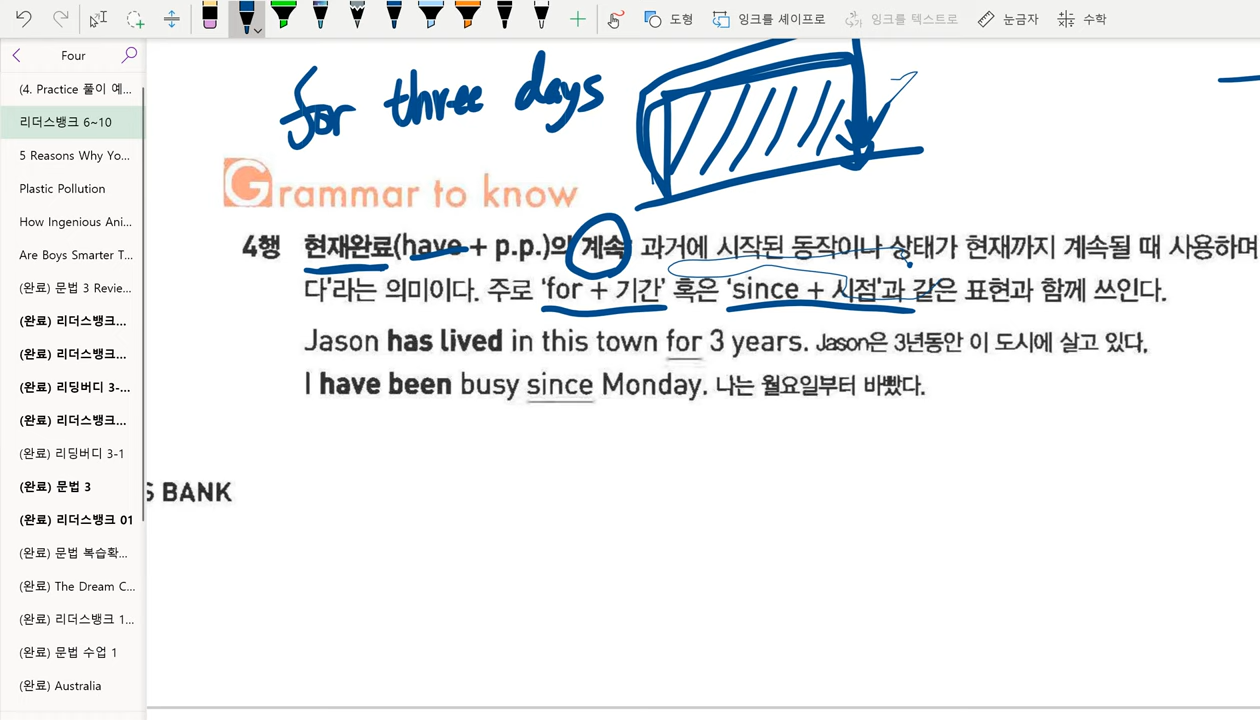 도형
잉크를 셰이프로
잉크를 텍스트로
눈금자
수학
Four
(4. Practice 풀이 예...
리더스뱅크 6~10
5 Reasons Why Yo...
Plastic Pollution
How Ingenious Ani...
Are Boys Smarter T...
(완료) 문법 3 Revie...
(완료) 리더스뱅크...
(완료) 리더스뱅크...
(완료) 리딩버디 3-...
(완료) 리더스뱅크...
(완료) 리딩버디 3-1
(완료) 문법 3
(완료) 리더스뱅크 01
(완료) 문법 복습확...
(완료) The Dream C...
(완료) 리더스뱅크 1...
(완료) 문법 수업 1
(완료) Australia
for three days
Grammar to know
4행 현재완료(have + p.p.)의 계속 과거에 시작된 동작이나 상태가 현재까지 계속될 때 사용하며
다'라는 의미이다. 주로 'for + 기간' 혹은 'since + 시점'과 같은 표현과 함께 쓰인다.
Jason has lived in this town for 3 years. Jason은 3년동안 이 도시에 살고 있다.
I have been busy since Monday. 나는 월요일부터 바빴다.
S BANK